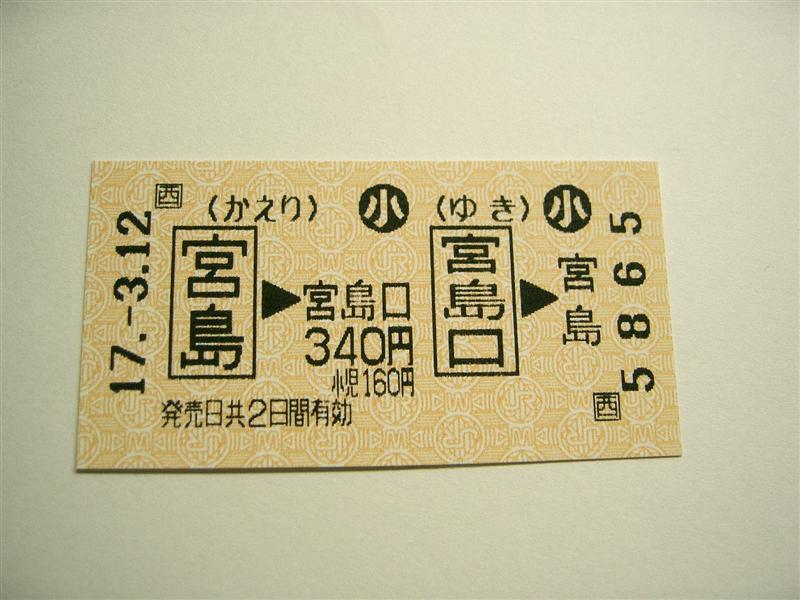 17.-3.12
西
(かえり) 小
宮島▶宮島口
340円
小児160円
発売日共2日間有効
(ゆき) 小
宮島口▶宮島
西
5865